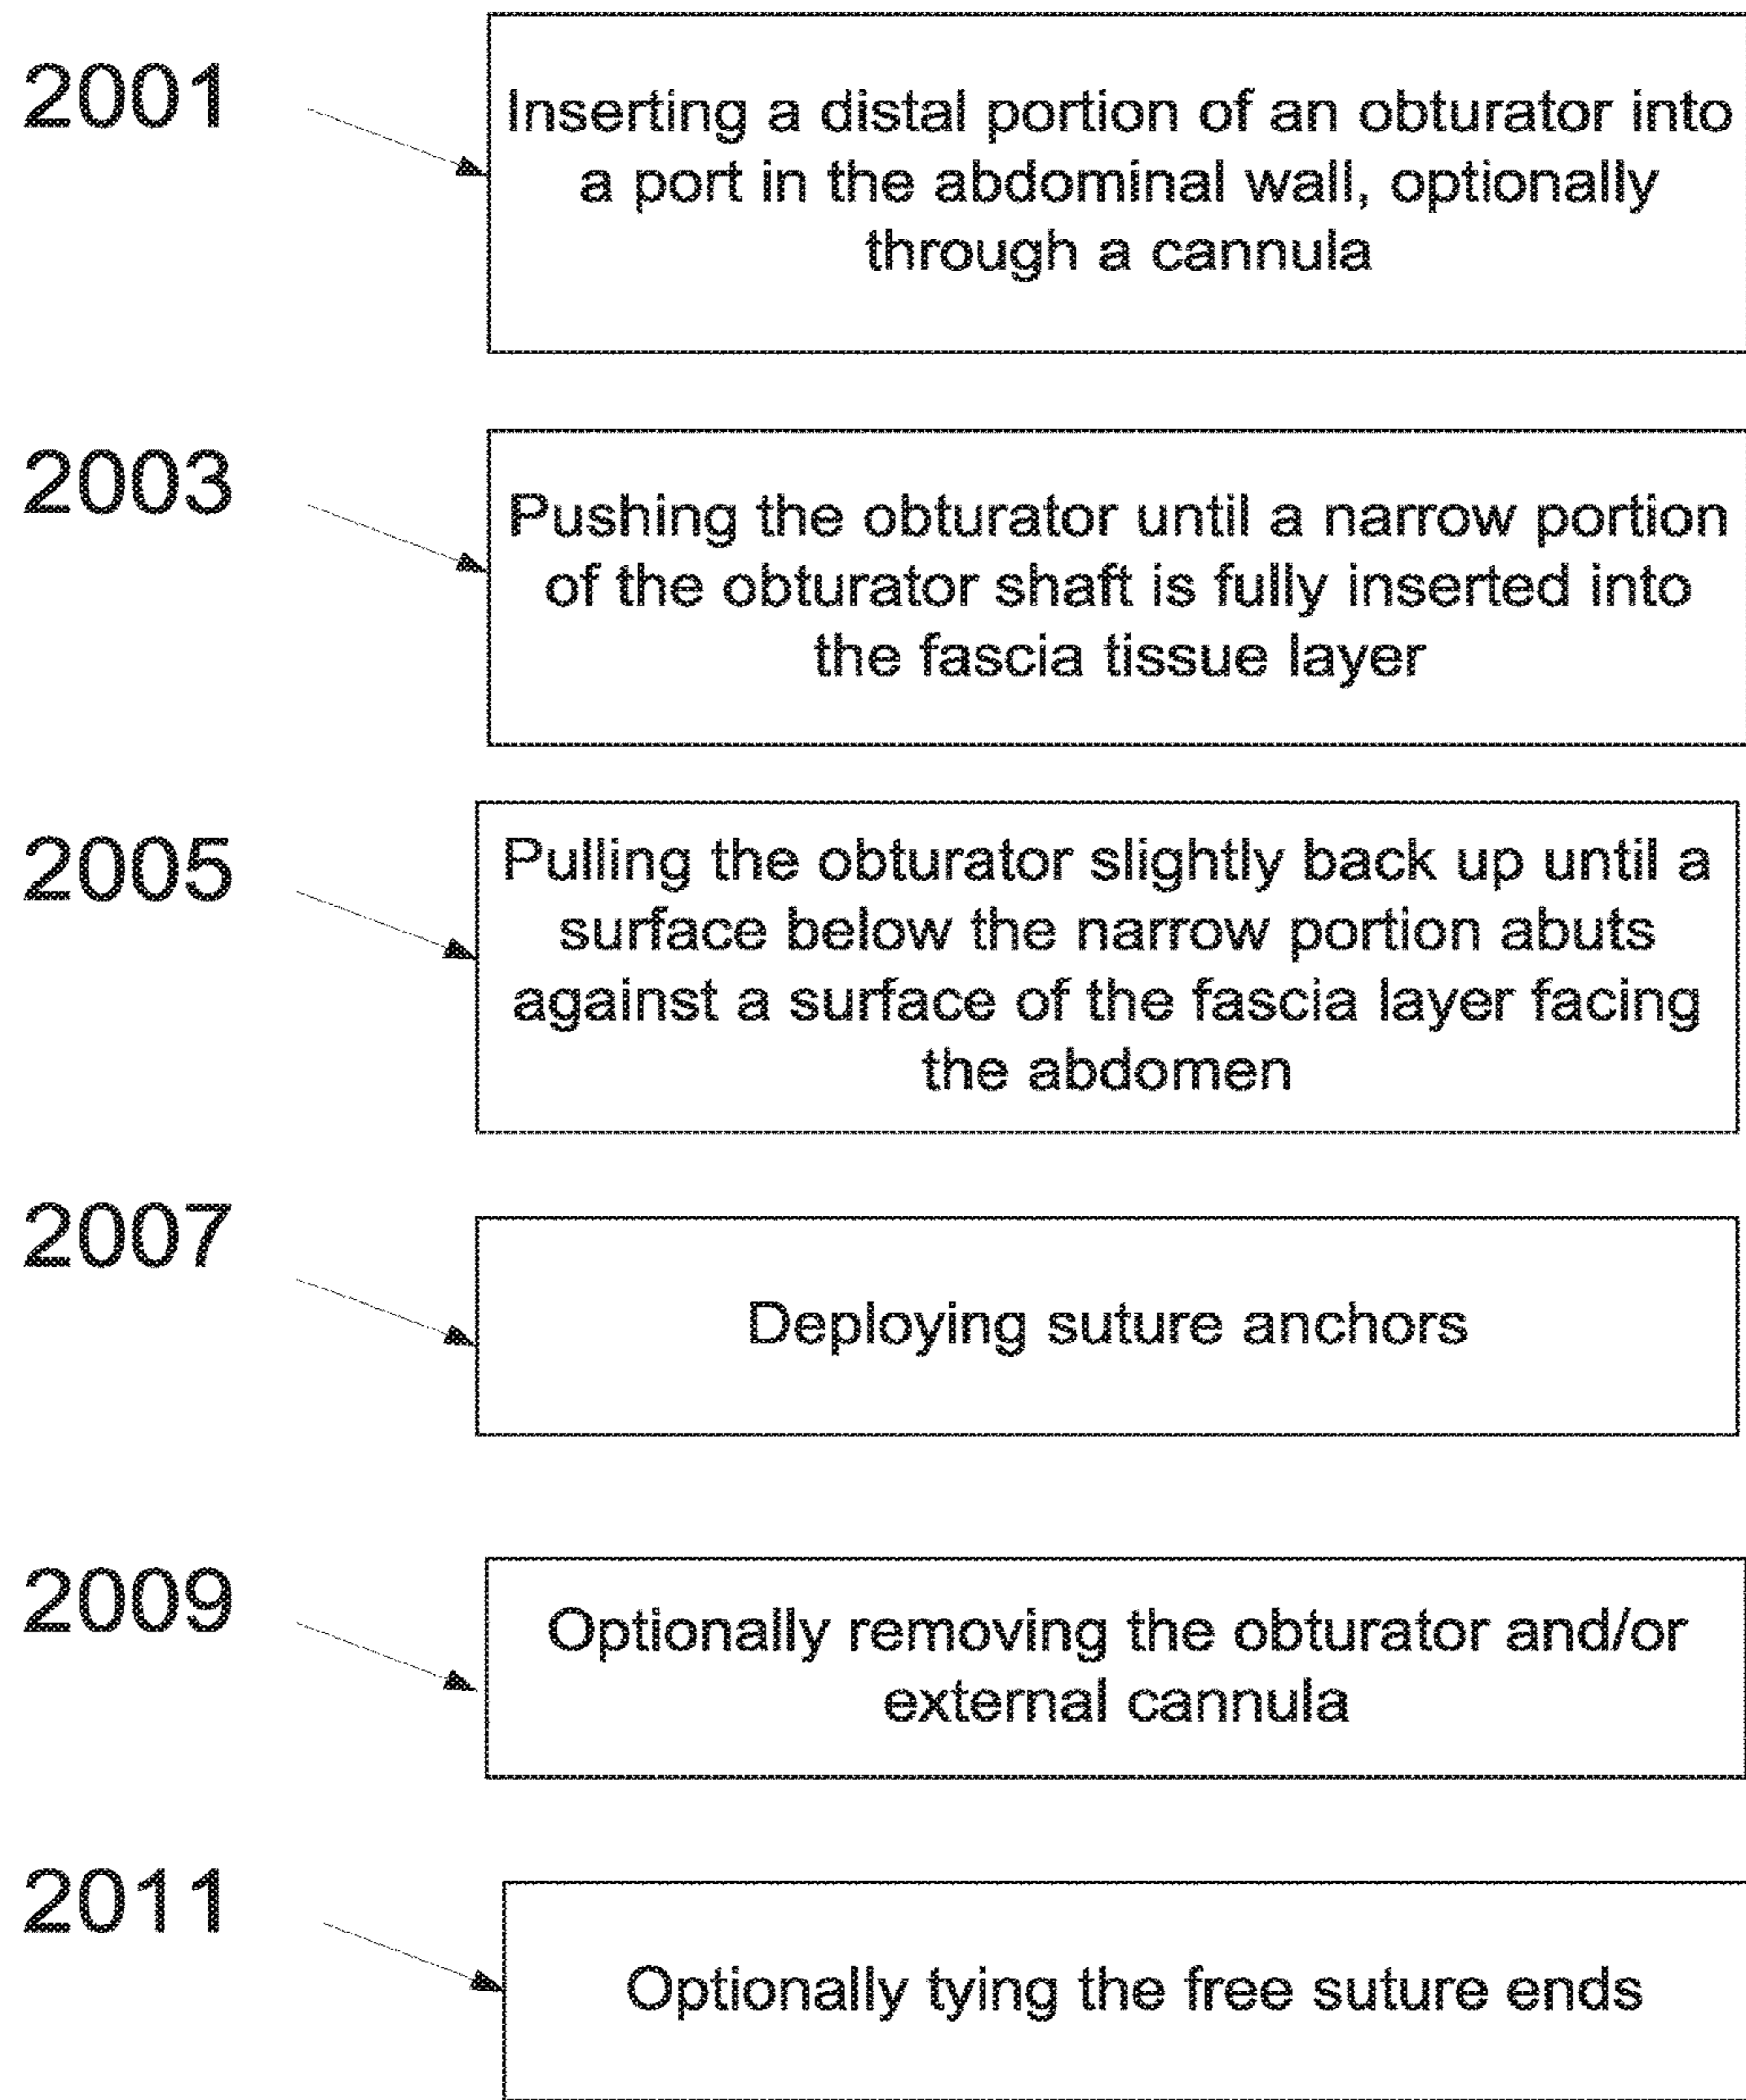 2001
Inserting a distal portion of an obturator into
a port in the abdominal wall, optionally
through a cannula
2003
Pushing the obturator until a narrow portion
of the obturator shaft is fully inserted into
the fascia tissue layer
2005
Pulling the obturator slightly back up until a
surface below the narrow portion abuts
against a surface of the fascia layer facing
the abdomen
2007
Deploying suture anchors
2009
Optionally removing the obturator and/or
external cannula
2011
Optionally tying the free suture ends